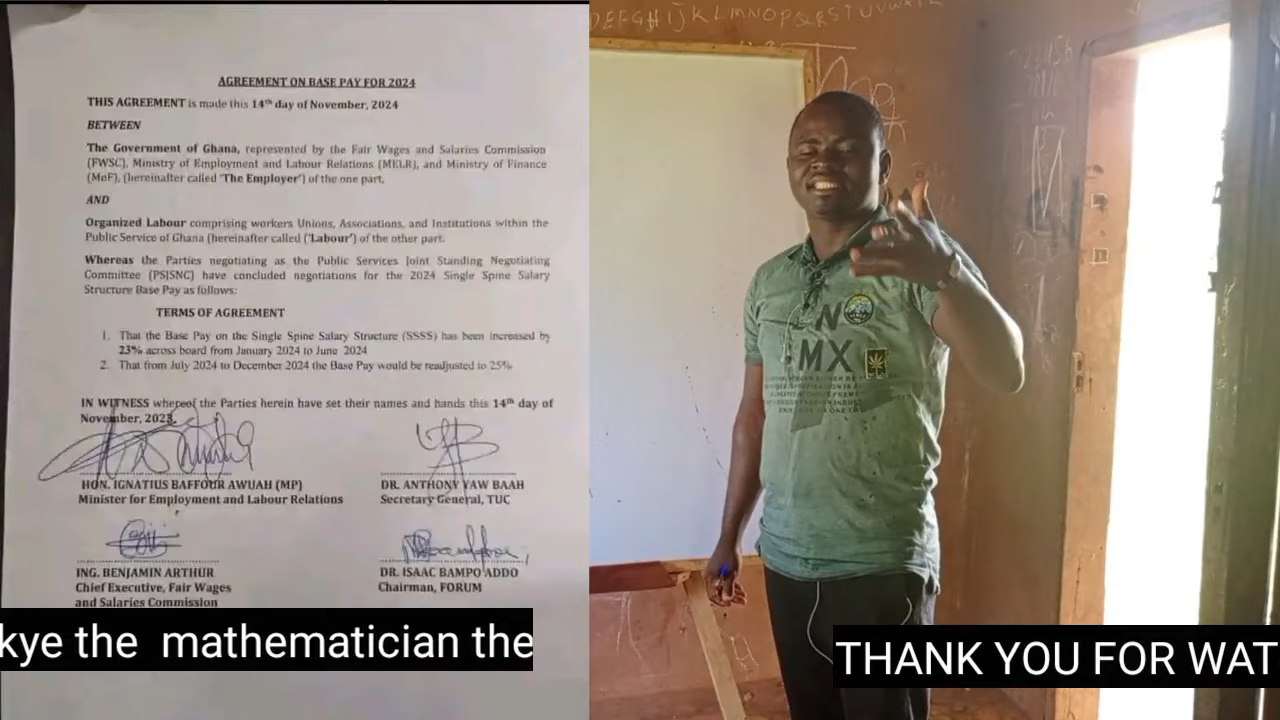 AGREEMENT ON BASE PAY FOR 2024
THIS AGREEMENT is made this 14th day of November, 2024
BETWEEN
The Government of Ghana, represented by the Fair Wages and Salaries Commission
(FWSC), Ministry of Employment and Labour Relations (MELR), and Ministry of Finance
(MoF), (hereinafter called 'The Employer') of the one part,
AND
Organized Labour comprising workers Unions, Associations, and Institutions within the
Public Service of Ghana (hereinafter called ('Labour') of the other part.
Whereas the Parties negotiating as the Public Services Joint Standing Negotiating
Committee (PSJSNC) have concluded negotiations for the 2024 Single Spine Salary
Structure Base Pay as follows:
TERMS OF AGREEMENT
1. That the Base Pay on the Single Spine Salary Structure (SSSS) has been increased by
23% across board from January 2024 to June 2024
2. That from July 2024 to December 2024 the Base Pay would be readjusted to 25%
IN WITNESS whereof the Parties herein have set their names and hands this 14th day of
November, 2023.
HON. IGNATIUS BAFFOUR AWUAH (MP)
Minister for Employment and Labour Relations
DR. ANTHONY YAW BAAH
Secretary General, TUC
ING. BENJAMIN ARTHUR
Chief Executive, Fair Wages
and Salaries Commission
DR. ISAAC BAMPO ADDO
Chairman, FORUM
kye the mathematician the
DEFGHIJKLMNOPQRSTUVW
MX
THANK YOU FOR WAT